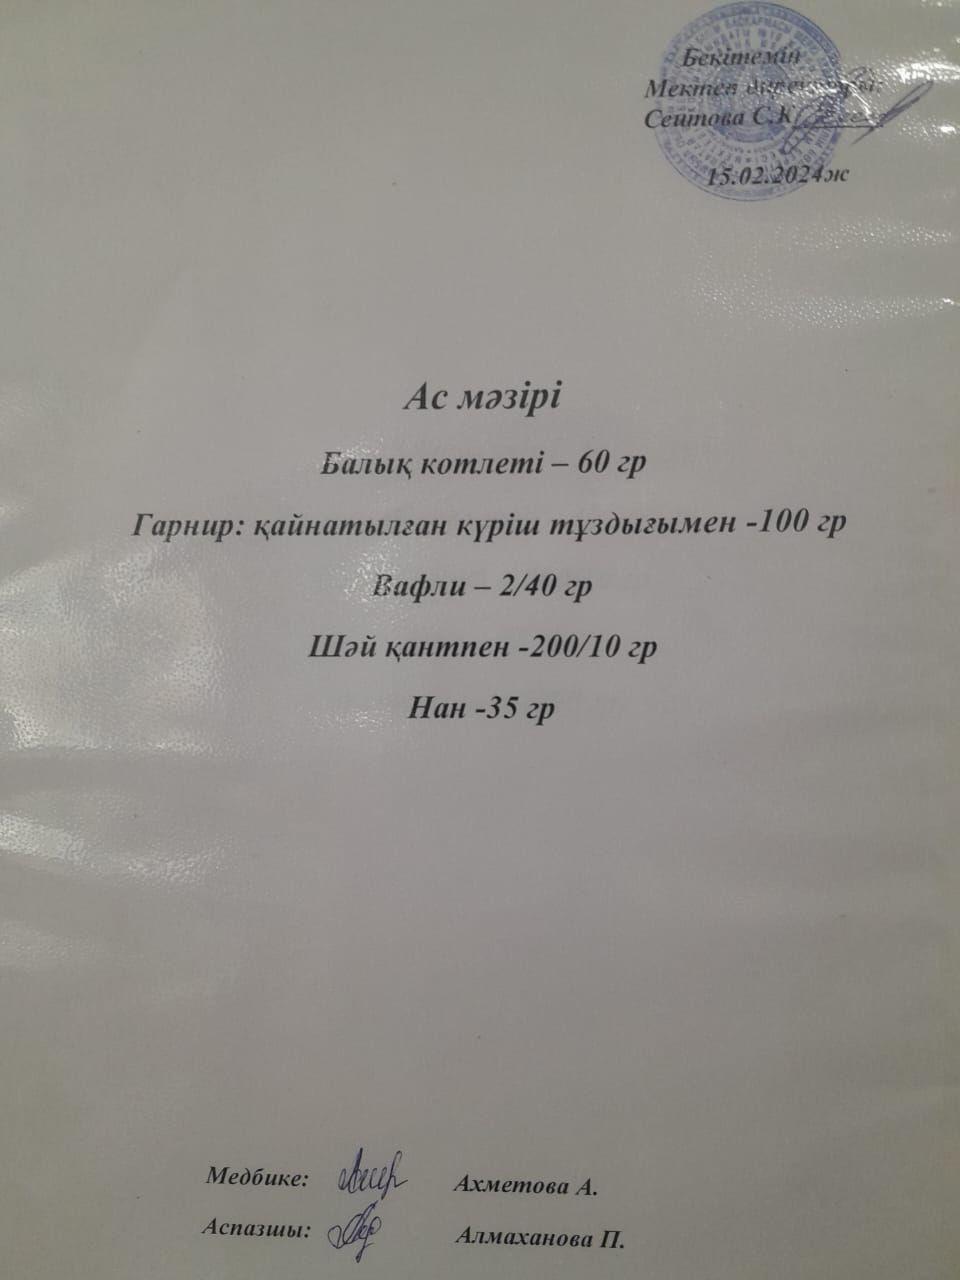 Бекітемін
Мектеп директоры:
Сеитова С.К
15.02.2024ж
Ас мәзірі
Балық котлеті – 60 гр
Гарнир: қайнатылған күріш тұздығымен -100 гр
Вафли – 2/40 гр
Шәй қантпен -200/10 гр
Нан -35 гр
Медбике: Ахметова А.
Аспазшы: Алмаханова П.